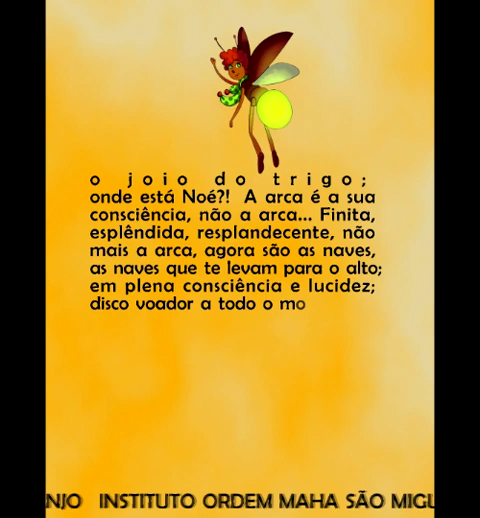 o joio do trigo;
onde está Noé?! A arca é a sua
consciência, não a arca... Finita,
esplêndida, resplandecente, não
mais a arca, agora são as naves,
as naves que te levam para o alto;
em plena consciência e lucidez;
disco voador a todo o mo
NJO INSTITUTO ORDEM MAHA SÃO MIGU